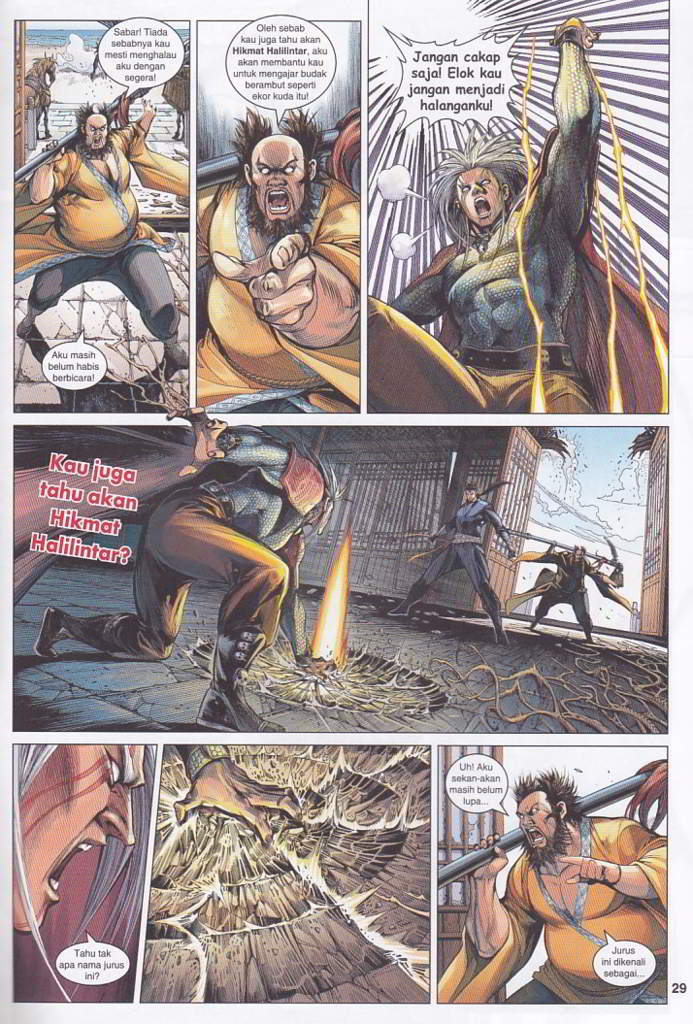 Sabar! Tiada
sebabnya kau
mesti menghalau
aku dengan
segera!
Aku masih
belum habis
berbicara!
Oleh sebab
kau juga tahu akan
Hikmat Halilintar, aku
akan membantu kau
untuk mengajar budak
berambut seperti
ekor kuda itu!
Jangan cakap
saja! Elok kau
jangan menjadi
halanganku!
Kau juga
tahu akan
Hikmat
Halilintar?
Tahu tak
apa nama jurus
ini?
Uh! Aku
sekan-akan
masih belum
lupa...
Jurus
ini dikenali
sebagai...
29